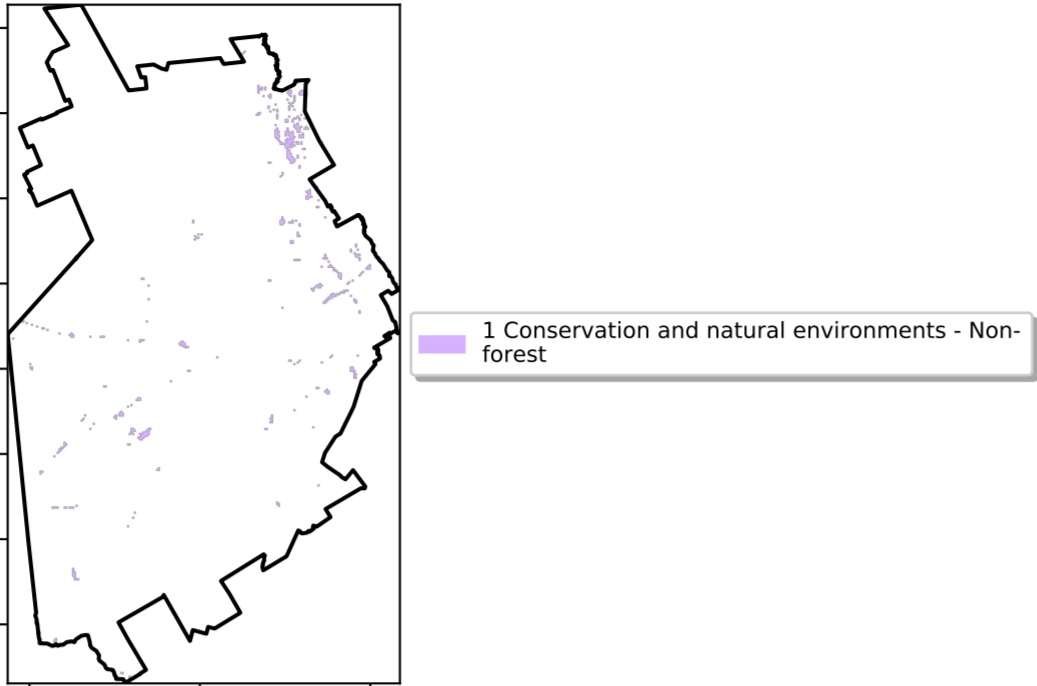 1 Conservation and natural environments - Non-
forest